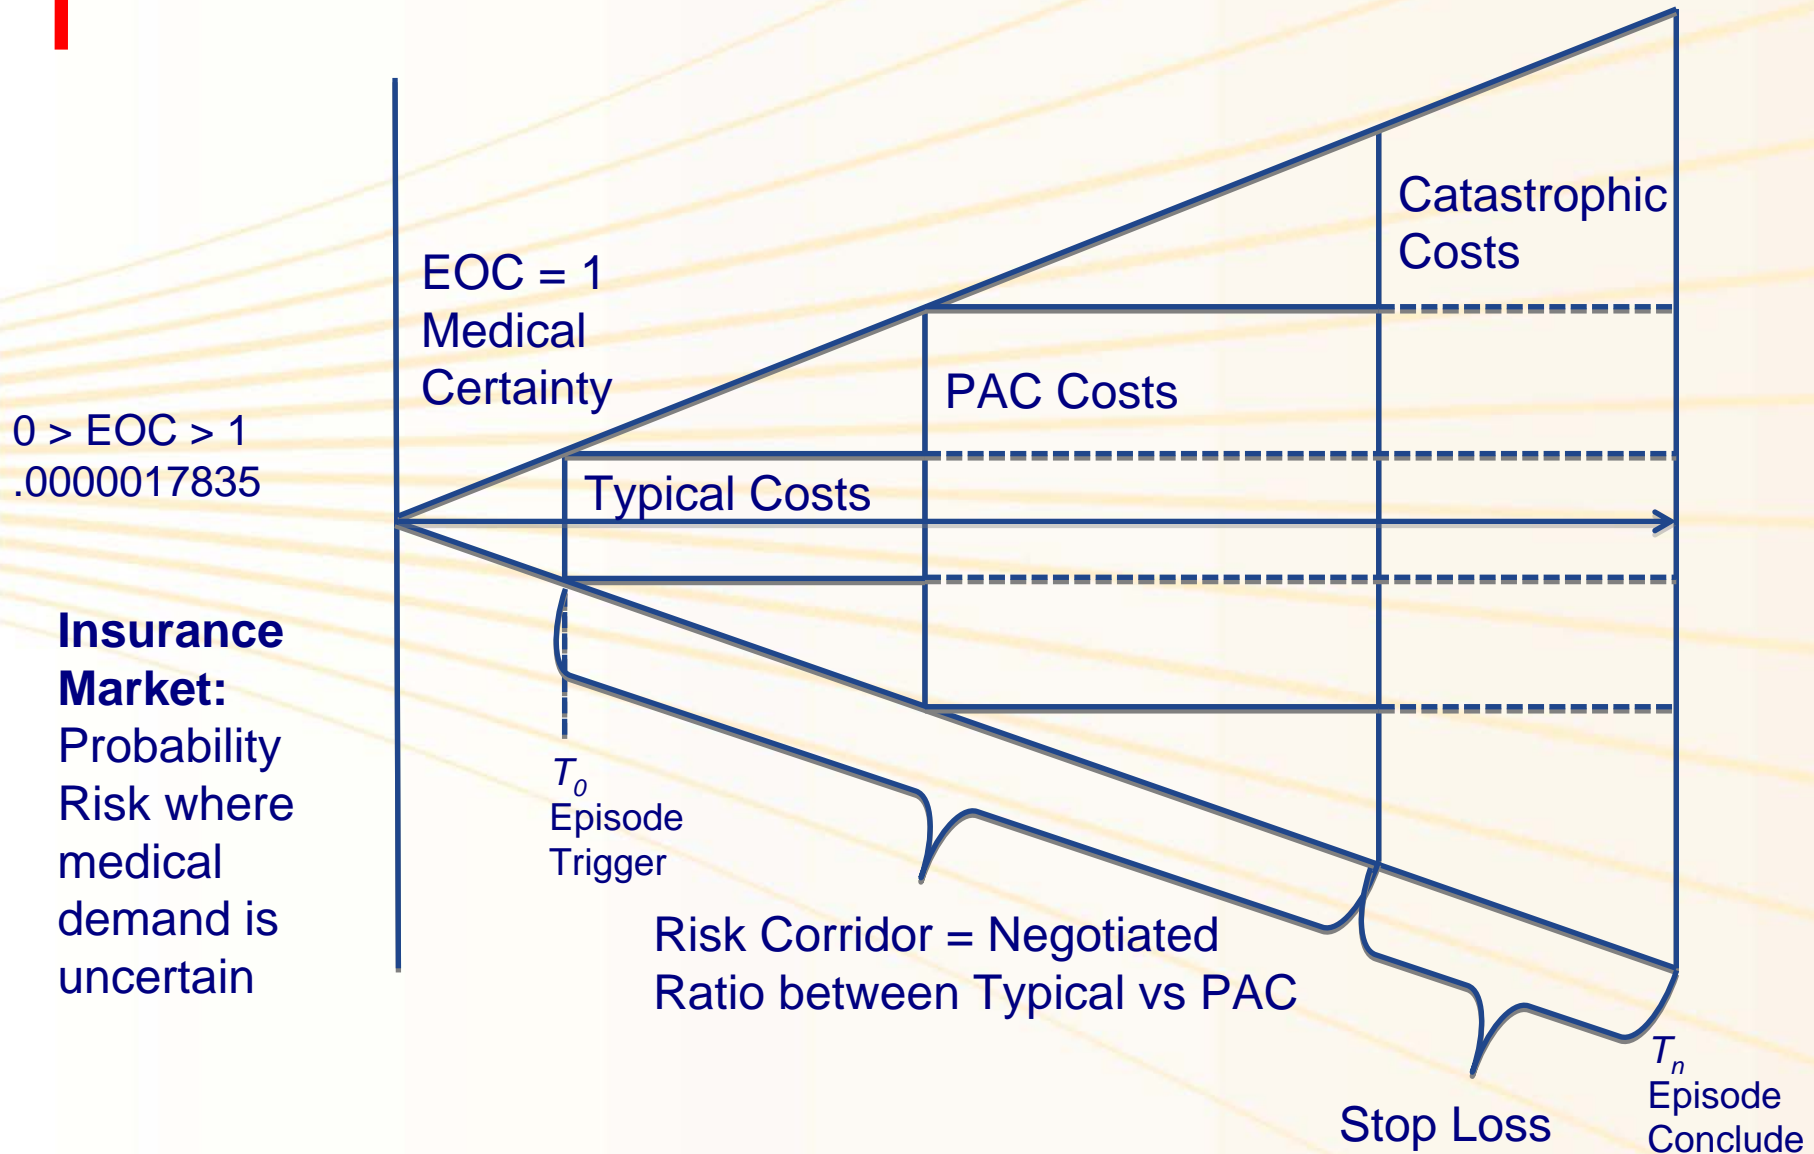 EOC = 1
Medical
Certainty
Catastrophic
Costs
PAC Costs
0 > EOC > 1
.0000017835
Typical Costs
Insurance
Market:
Probability
Risk where
medical
demand is
uncertain
T0
Episode
Trigger
Risk Corridor = Negotiated
Ratio between Typical vs PAC
Tn
Episode
Conclude
Stop Loss